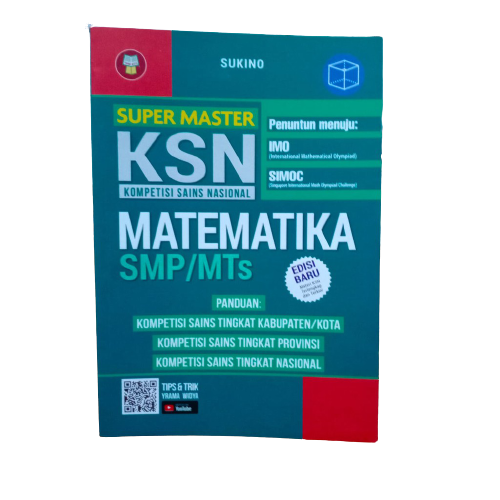 SUKINO
SUPER MASTER
KSN
KOMPETISI SAINS NASIONAL
Penuntun menuju:
IMO
(International Mathematical Olympiad)
SIMOC
(Singapore International Math Olympiad Challenge)
MATEMATIKA
SMP/MTs
EDISI
BARU
PANDUAN:
KOMPETISI SAINS TINGKAT KABUPATEN/KOTA
KOMPETISI SAINS TINGKAT PROVINSI
KOMPETISI SAINS TINGKAT NASIONAL
TIPS & TRIK
YRAMA WIDYA
YouTube